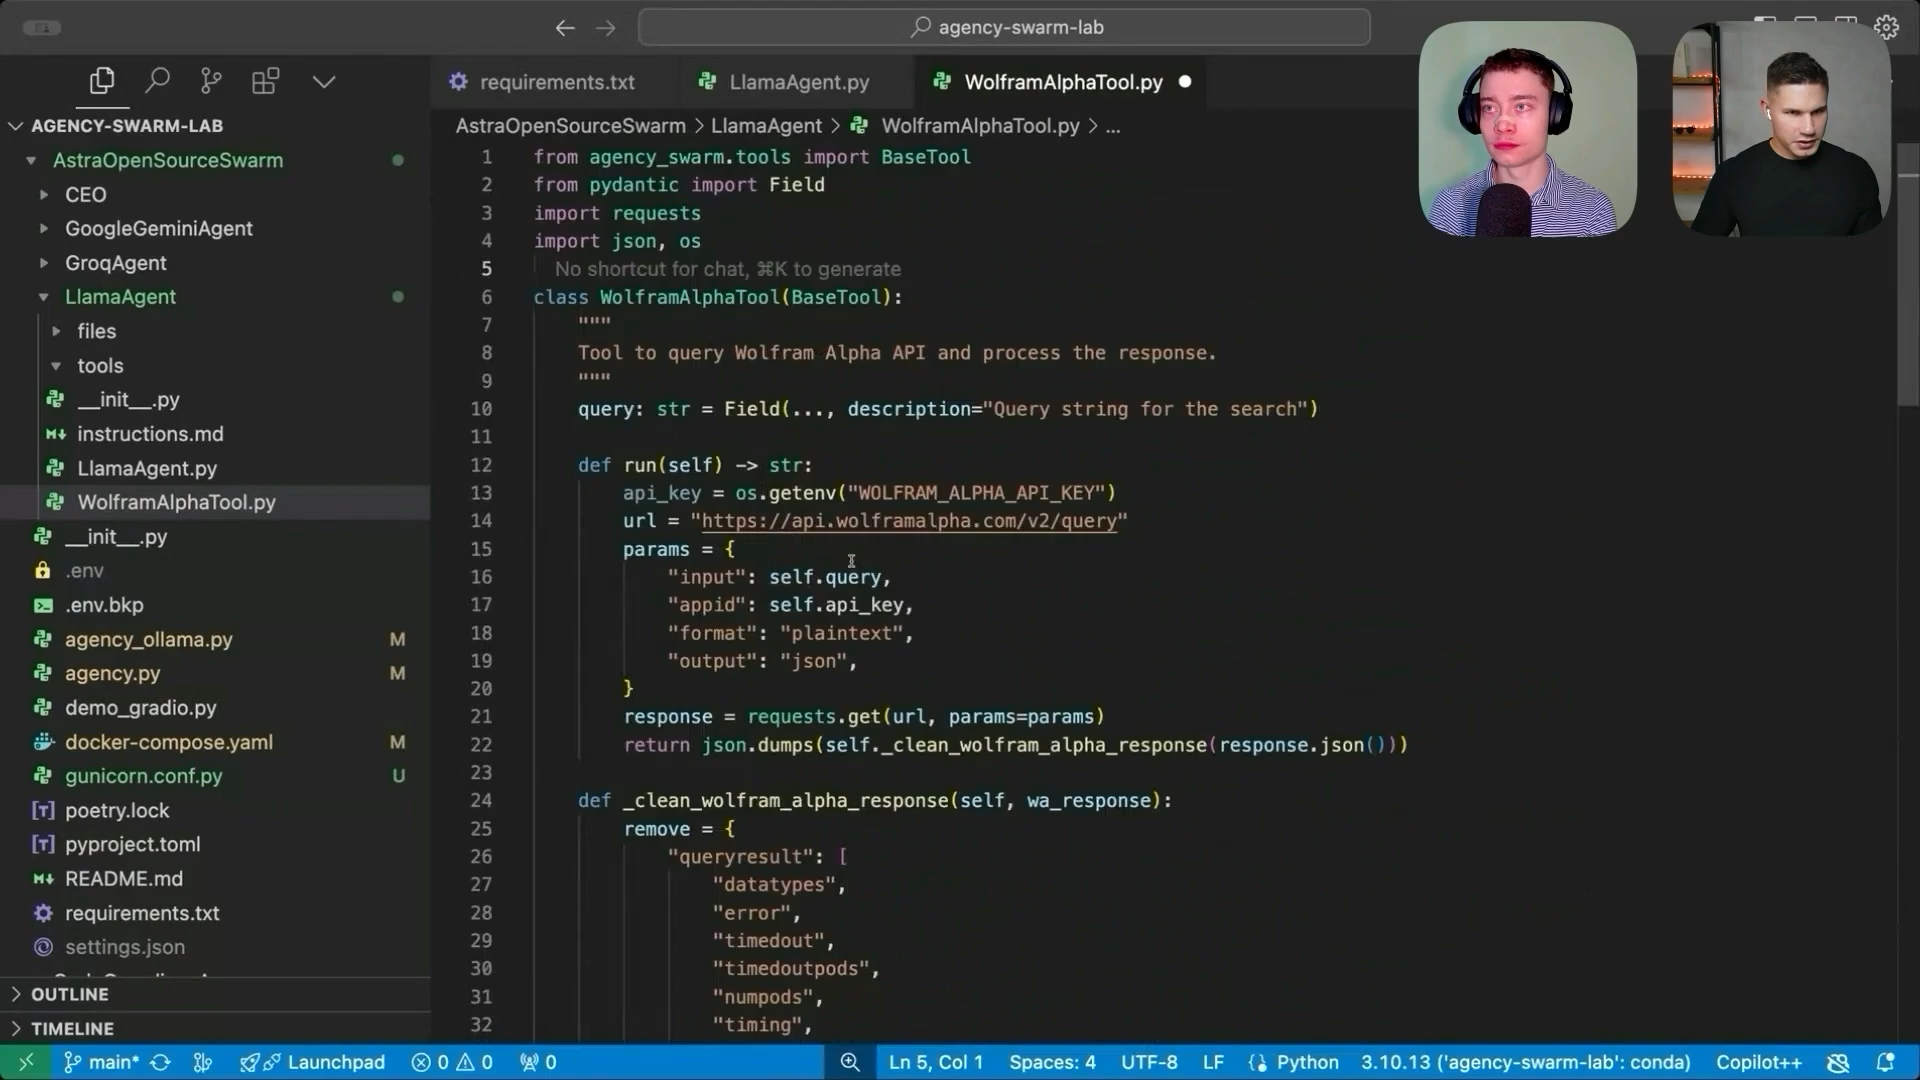 agency-swarm-lab
requirements.txt
LlamaAgent.py
WolframAlphaTool.py
AGENCY-SWARM-LAB
AstraOpenSourceSwarm
CEO
GoogleGeminiAgent
GroqAgent
LlamaAgent
files
tools
__init__.py
instructions.md
LlamaAgent.py
WolframAlphaTool.py
__init__.py
.env
.env.bkp
agency_ollama.py M
agency.py M
demo_gradio.py
docker-compose.yaml M
gunicorn.conf.py U
poetry.lock
pyproject.toml
README.md
requirements.txt
settings.json
OUTLINE
TIMELINE
AstraOpenSourceSwarm > LlamaAgent > WolframAlphaTool.py > ...
1 from agency_swarm.tools import BaseTool
2 from pydantic import Field
3 import requests
4 import json, os
5 No shortcut for chat, ⌘K to generate
6 class WolframAlphaTool(BaseTool):
7 """
8 Tool to query Wolfram Alpha API and process the response.
9 """
10 query: str = Field(..., description="Query string for the search")
11
12 def run(self) -> str:
13 api_key = os.getenv("WOLFRAM_ALPHA_API_KEY")
14 url = "https://api.wolframalpha.com/v2/query"
15 params = {
16 "input": self.query,
17 "appid": self.api_key,
18 "format": "plaintext",
19 "output": "json",
20 }
21 response = requests.get(url, params=params)
22 return json.dumps(self._clean_wolfram_alpha_response(response.json()))
23
24 def _clean_wolfram_alpha_response(self, wa_response):
25 remove = {
26 "queryresult": [
27 "datatypes",
28 "error",
29 "timedout",
30 "timedoutpods",
31 "numpods",
32 "timing",
main* Launchpad 0 0 0 Ln 5, Col 1 Spaces: 4 UTF-8 LF Python 3.10.13 ('agency-swarm-lab': conda) Copilot++